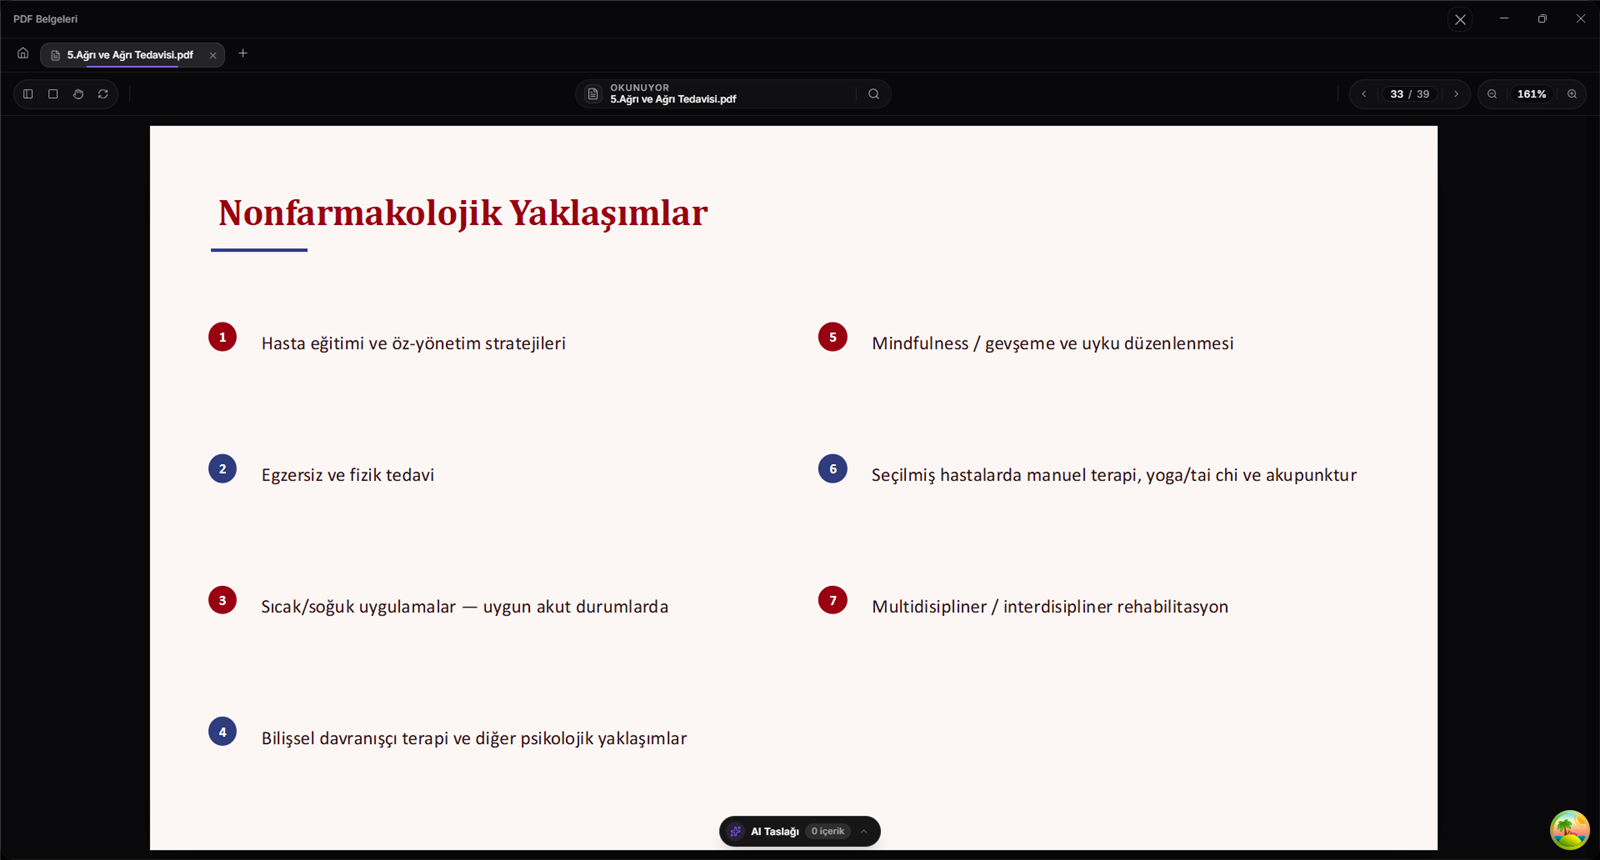 PDF Belgeleri
5.Ağrı ve Ağrı Tedavisi.pdf
OKUNUYOR
5.Ağrı ve Ağrı Tedavisi.pdf
33 / 39
161%
Nonfarmakolojik Yaklaşımlar
1 Hasta eğitimi ve öz-yönetim stratejileri
2 Egzersiz ve fizik tedavi
3 Sıcak/soğuk uygulamalar — uygun akut durumlarda
4 Bilişsel davranışçı terapi ve diğer psikolojik yaklaşımlar
5 Mindfulness / gevşeme ve uyku düzenlenmesi
6 Seçilmiş hastalarda manuel terapi, yoga/tai chi ve akupunktur
7 Multidisipliner / interdisipliner rehabilitasyon
AI Taslağı 0 içerik